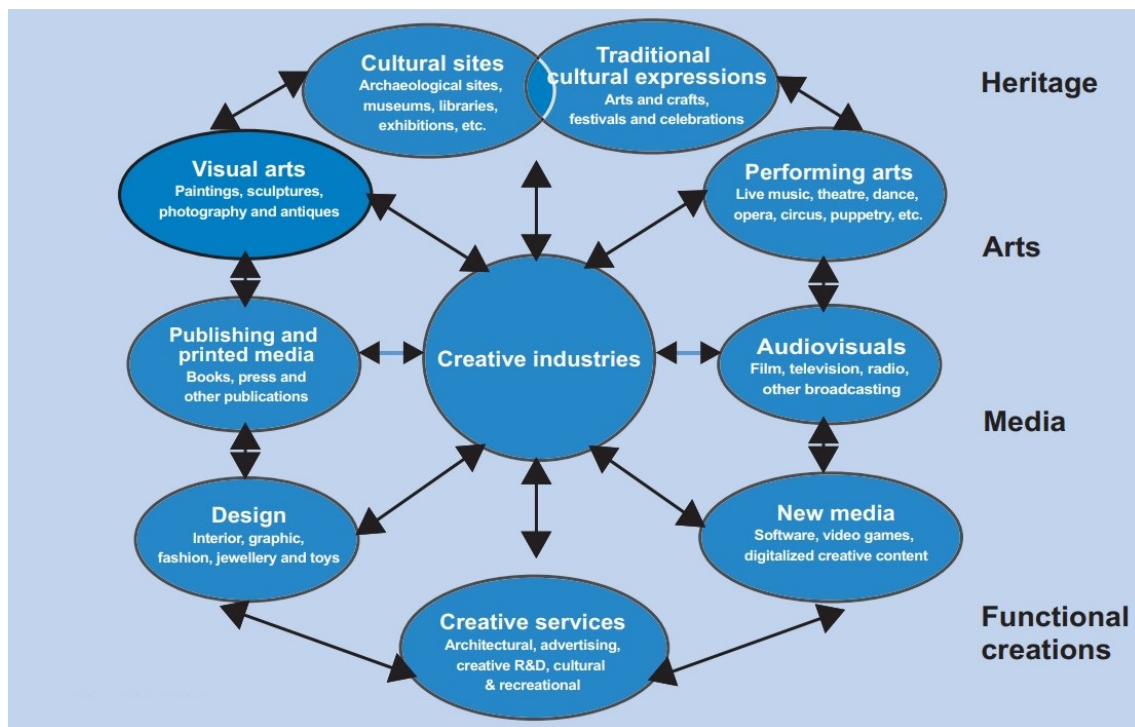 Cultural sites
Archaeological sites,
museums, libraries,
exhibitions, etc.
Traditional
cultural expressions
Arts and crafts,
festivals and celebrations
Heritage
Visual arts
Paintings, sculptures,
photography and antiques
Performing arts
Live music, theatre, dance,
opera, circus, puppetry, etc.
Arts
Publishing and
printed media
Books, press and
other publications
Creative industries
Audiovisuals
Film, television, radio,
other broadcasting
Media
Design
Interior, graphic,
fashion, jewellery and toys
New media
Software, video games,
digitalized creative content
Creative services
Architectural, advertising,
creative R&D, cultural
& recreational
Functional
creations